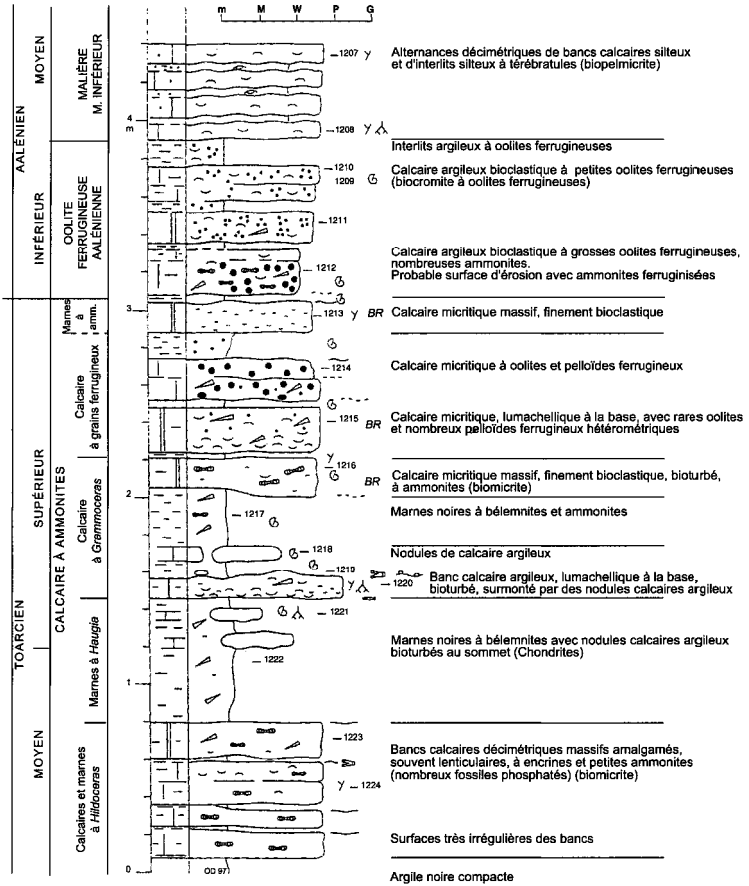 m M W P G
AALÉNIEN
MOYEN
INFÉRIEUR
MALIÈRE
M. INFÉRIEUR
OOLITE
FERRUGINEUSE
AALÉNIENNE
TOARCIEN
SUPÉRIEUR
MOYEN
CALCAIRE À AMMONITES
Marnes
à
amm.
Calcaire
à grains ferrugineux
Calcaire
à Grammoceras
Marnes à Haugia
Calcaires et marnes
à Hildoceras
4
m
3
2
1
0
1207
1208
1210
1209
1211
1212
1213
BR
1214
1215
BR
1216
BR
1217
1218
1219
1220
1221
1222
1223
1224
OD 97
Alternances décimétriques de bancs calcaires silteux
et d'interlits silteux à térébratules (biopelmicrite)
Interlits argileux à oolites ferrugineuses
Calcaire argileux bioclastique à petites oolites ferrugineuses
(biocromite à oolites ferrugineuses)
Calcaire argileux bioclastique à grosses oolites ferrugineuses,
nombreuses ammonites.
Probable surface d'érosion avec ammonites ferruginisées
Calcaire micritique massif, finement bioclastique
Calcaire micritique à oolites et pelloïdes ferrugineux
Calcaire micritique, lumachellique à la base, avec rares oolites
et nombreux pelloïdes ferrugineux hétérométriques
Calcaire micritique massif, finement bioclastique, bioturbé,
à ammonites (biomicrite)
Marnes noires à bélemnites et ammonites
Nodules de calcaire argileux
Banc calcaire argileux, lumachellique à la base,
bioturbé, surmonté par des nodules calcaires argileux
Marnes noires à bélemnites avec nodules calcaires argileux
bioturbés au sommet (Chondrites)
Bancs calcaires décimétriques massifs amalgamés,
souvent lenticulaires, à encrines et petites ammonites
(nombreux fossiles phosphatés) (biomicrite)
Surfaces très irrégulières des bancs
Argile noire compacte